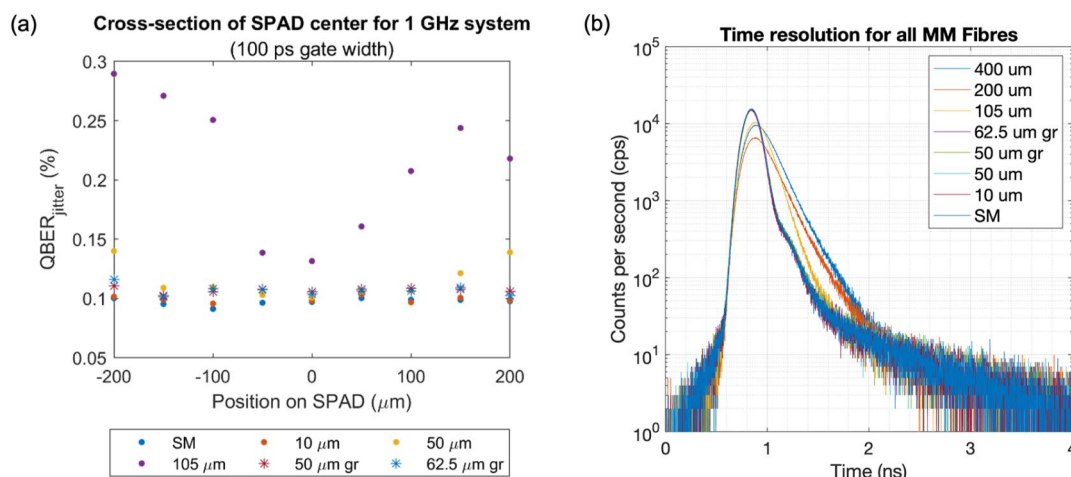 (a)
Cross-section of SPAD center for 1 GHz system
(100 ps gate width)
0.3
0.25
0.2
0.15
0.1
0.05
QBER_jitter (%)
-200
-100
0
100
200
Position on SPAD (μm)
SM
10 μm
50 μm
105 μm
50 μm gr
62.5 μm gr
(b)
Time resolution for all MM Fibres
10^5
10^4
10^3
10^2
10^1
10^0
Counts per second (cps)
400 um
200 um
105 um
62.5 um gr
50 um gr
50 um
10 um
SM
0
1
2
3
4
Time (ns)